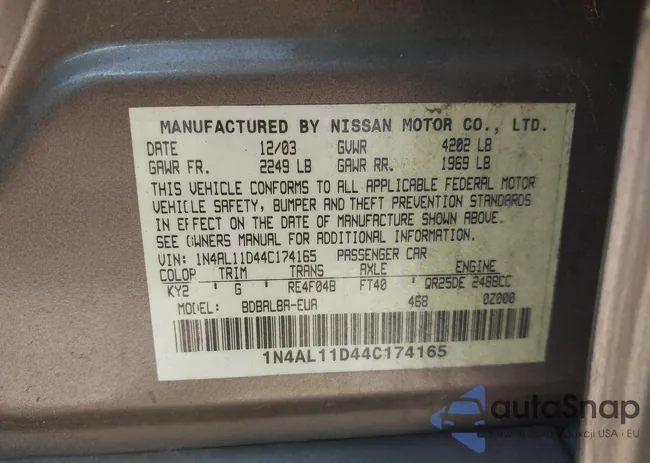 MANUFACTURED BY NISSAN MOTOR CO., LTD.
DATE 12/03 GVWR 4202 LB
GAWR FR. 2249 LB GAWR RR. 1969 LB
THIS VEHICLE CONFORMS TO ALL APPLICABLE FEDERAL MOTOR
VEHICLE SAFETY, BUMPER AND THEFT PREVENTION STANDARDS
IN EFFECT ON THE DATE OF MANUFACTURE SHOWN ABOVE.
SEE OWNERS MANUAL FOR ADDITIONAL INFORMATION.
VIN: 1N4AL11D44C174165 PASSENGER CAR
COLOR TRIM TRANS AXLE ENGINE
KY2 G RE4F04B FT40 QR25DE 2488CC
MODEL: BDBALBA-EUA 46B 0Z000
1N4AL11D44C174165
autoSnap
USA - EU